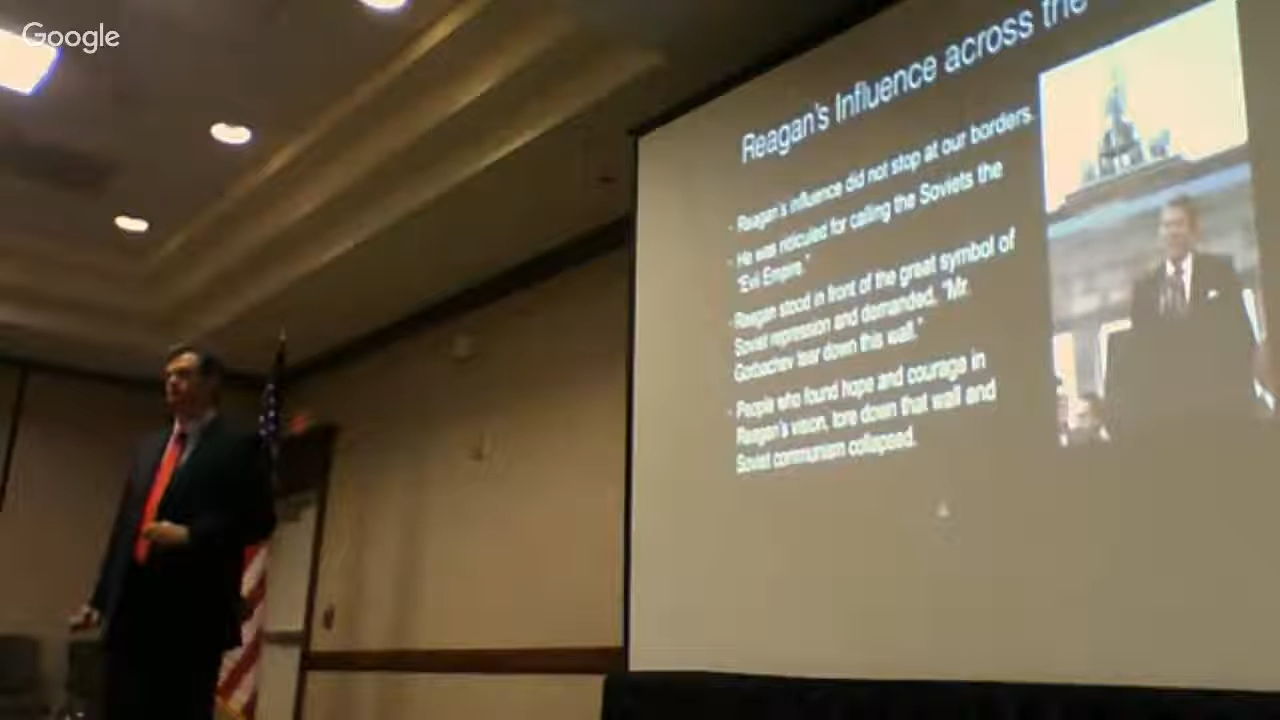 Google
Reagan's Influence across the
- Reagan's influence did not stop at our borders.
- He was ridiculed for calling the Soviets the
"Evil Empire."
- Reagan stood in front of the great symbol of
Soviet repression and demanded, "Mr.
Gorbachev tear down this wall."
- People who found hope and courage in
Reagan's vision, tore down that wall and
Soviet communism collapsed.